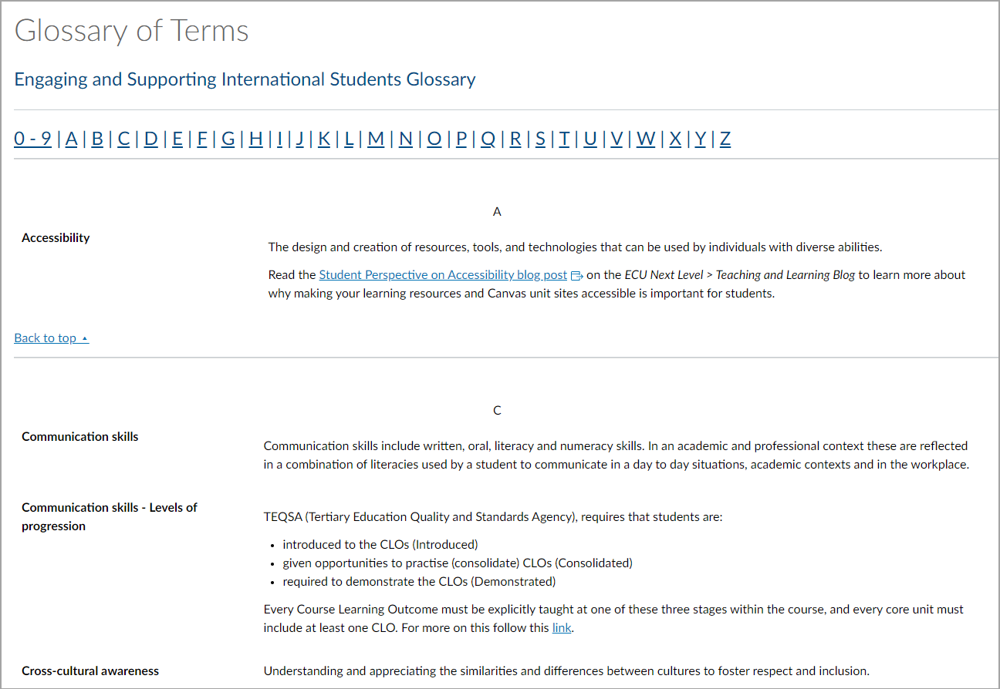 Glossary of Terms
Engaging and Supporting International Students Glossary
0 - 9 | A | B | C | D | E | F | G | H | I | J | K | L | M | N | O | P | Q | R | S | T | U | V | W | X | Y | Z
A
Accessibility
The design and creation of resources, tools, and technologies that can be used by individuals with diverse abilities.
Read the Student Perspective on Accessibility blog post on the ECU Next Level > Teaching and Learning Blog to learn more about
why making your learning resources and Canvas unit sites accessible is important for students.
Back to top ▲
C
Communication skills
Communication skills include written, oral, literacy and numeracy skills. In an academic and professional context these are reflected
in a combination of literacies used by a student to communicate in a day to day situations, academic contexts and in the workplace.
Communication skills - Levels of
progression
TEQSA (Tertiary Education Quality and Standards Agency), requires that students are:
• introduced to the CLOs (Introduced)
• given opportunities to practise (consolidate) CLOs (Consolidated)
• required to demonstrate the CLOs (Demonstrated)
Every Course Learning Outcome must be explicitly taught at one of these three stages within the course, and every core unit must
include at least one CLO. For more on this follow this link.
Cross-cultural awareness
Understanding and appreciating the similarities and differences between cultures to foster respect and inclusion.